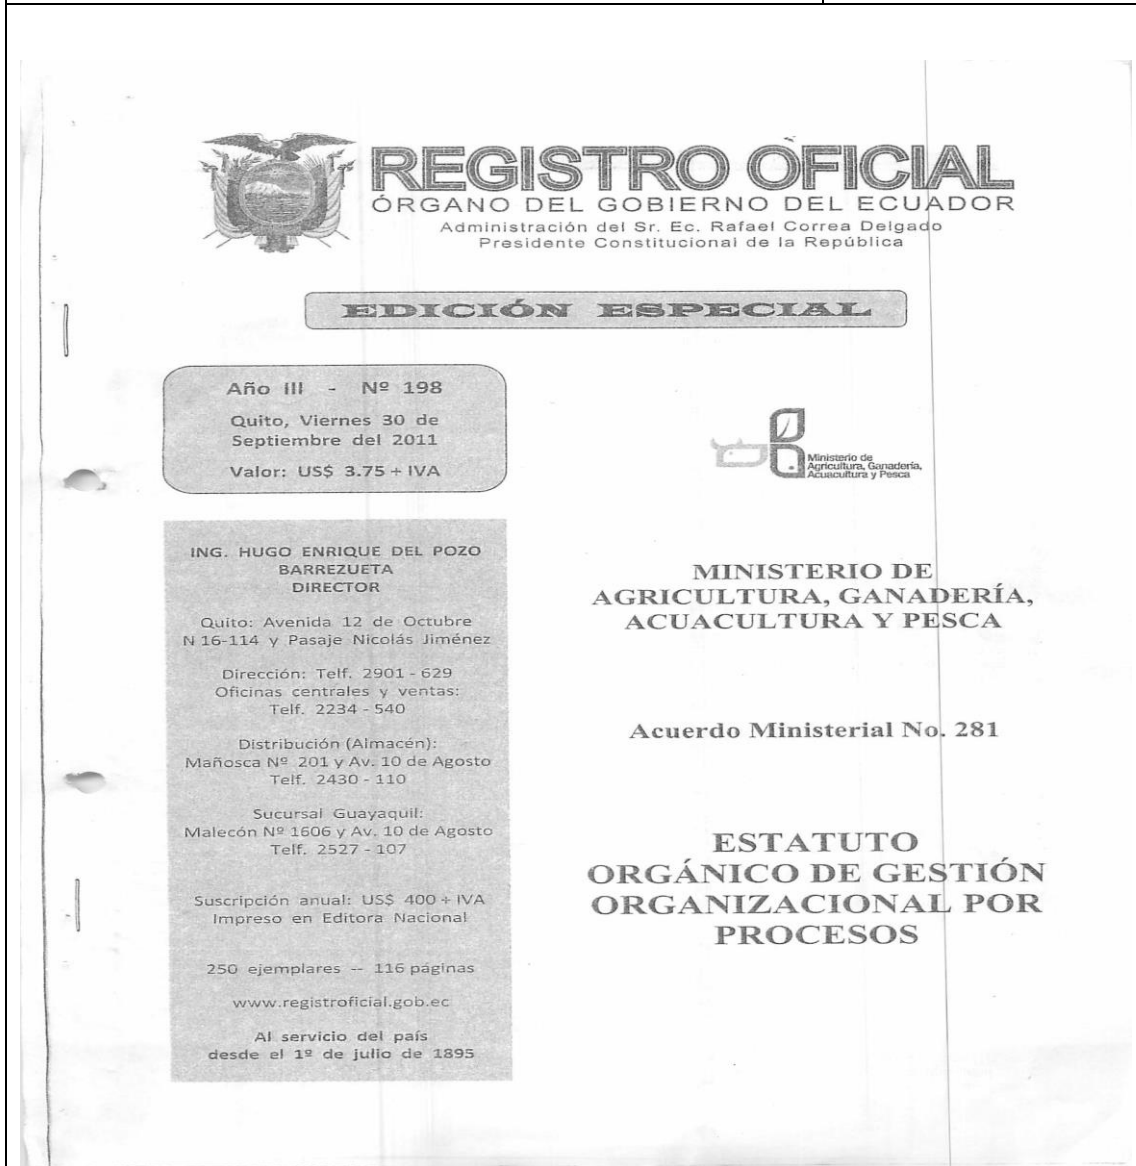 REGISTRO OFICIAL
ÓRGANO DEL GOBIERNO DEL ECUADOR
Administración del Sr. Ec. Rafael Correa Delgado
Presidente Constitucional de la República
EDICIÓN ESPECIAL
Año III - Nº 198
Quito, Viernes 30 de
Septiembre del 2011
Valor: US$ 3.75 + IVA
ING. HUGO ENRIQUE DEL POZO
BARREZUETA
DIRECTOR
Quito: Avenida 12 de Octubre
N 16-114 y Pasaje Nicolás Jiménez
Dirección: Telf. 2901 - 629
Oficinas centrales y ventas:
Telf. 2234 - 540
Distribución (Almacén):
Mañosca Nº 201 y Av. 10 de Agosto
Telf. 2430 - 110
Sucursal Guayaquil:
Malecón Nº 1606 y Av. 10 de Agosto
Telf. 2527 - 107
Suscripción anual: US$ 400 + IVA
Impreso en Editora Nacional
250 ejemplares -- 116 páginas
www.registroficial.gob.ec
Al servicio del país
desde el 1º de julio de 1895
Ministerio de
Agricultura, Ganadería,
Acuacultura y Pesca
MINISTERIO DE
AGRICULTURA, GANADERÍA,
ACUACULTURA Y PESCA
Acuerdo Ministerial No. 281
ESTATUTO
ORGÁNICO DE GESTIÓN
ORGANIZACIONAL POR
PROCESOS